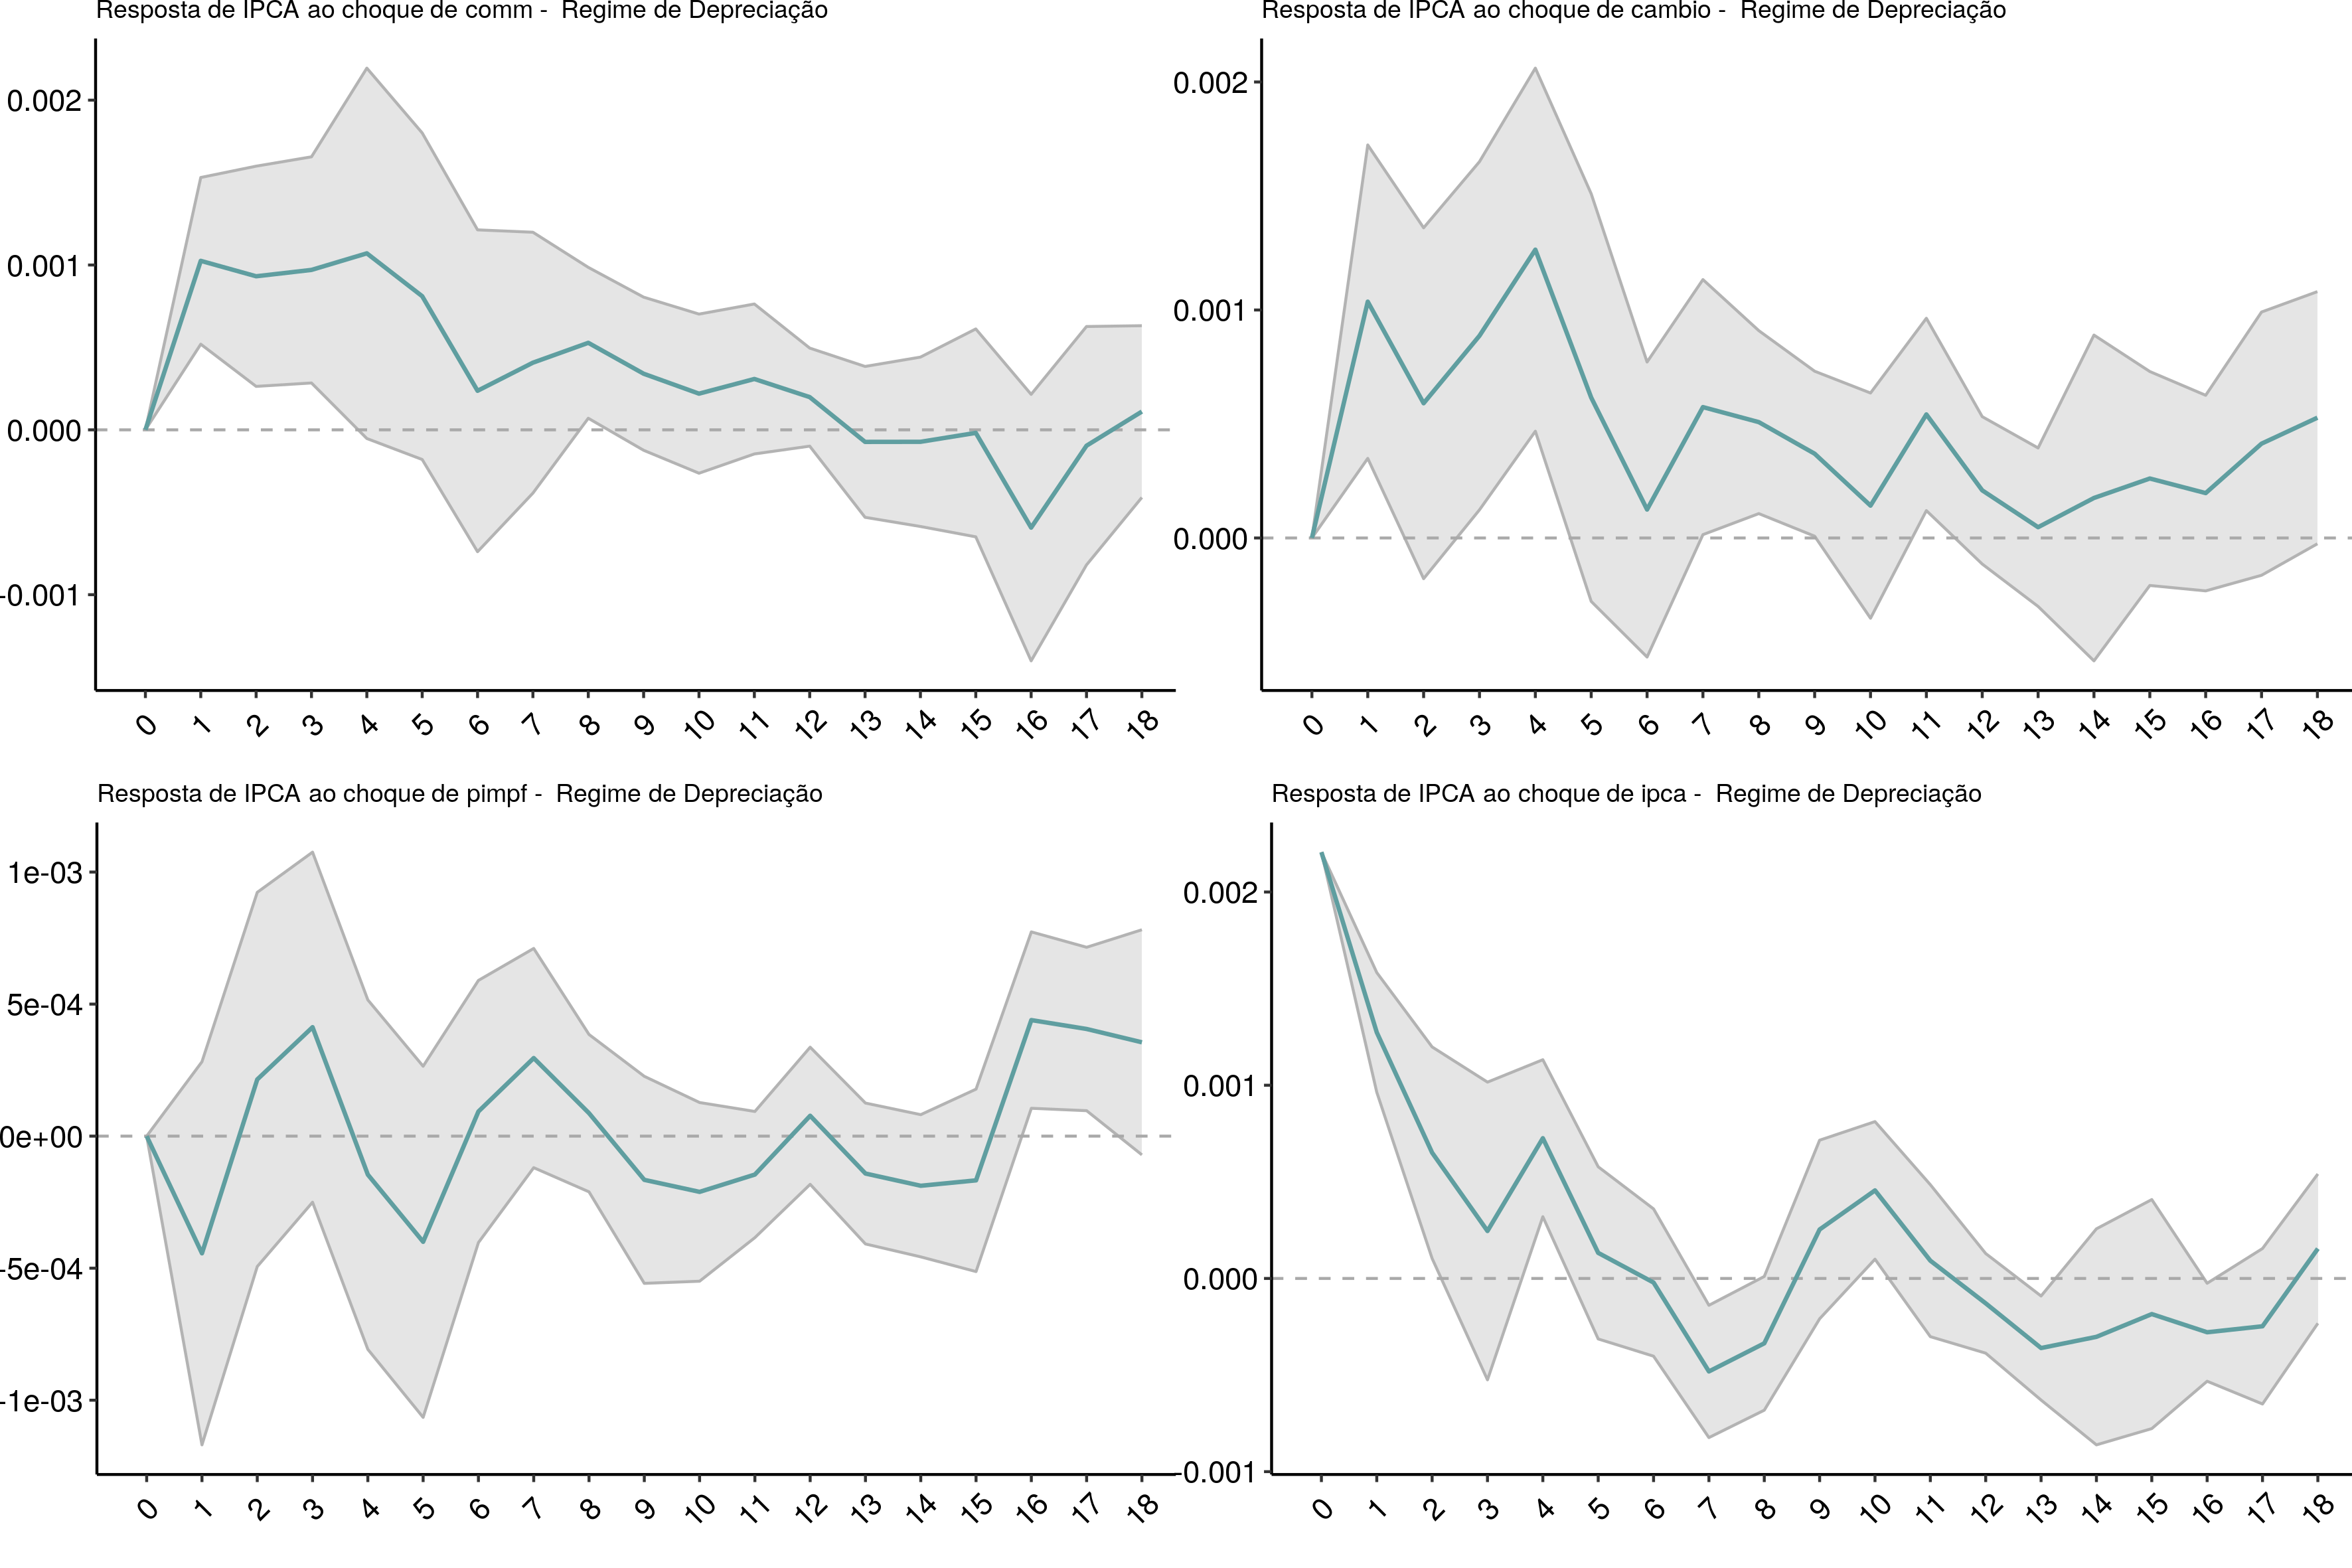 Resposta de IPCA ao choque de comm -  Regime de Depreciação
0.002
0.001
0.000
-0.001
0 1 2 3 4 5 6 7 8 9 10 11 12 13 14 15 16 17 18
Resposta de IPCA ao choque de cambio -  Regime de Depreciação
0.002
0.001
0.000
0 1 2 3 4 5 6 7 8 9 10 11 12 13 14 15 16 17 18
Resposta de IPCA ao choque de pimpf -  Regime de Depreciação
1e-03
5e-04
0e+00
-5e-04
-1e-03
0 1 2 3 4 5 6 7 8 9 10 11 12 13 14 15 16 17 18
Resposta de IPCA ao choque de ipca -  Regime de Depreciação
0.002
0.001
0.000
-0.001
0 1 2 3 4 5 6 7 8 9 10 11 12 13 14 15 16 17 18